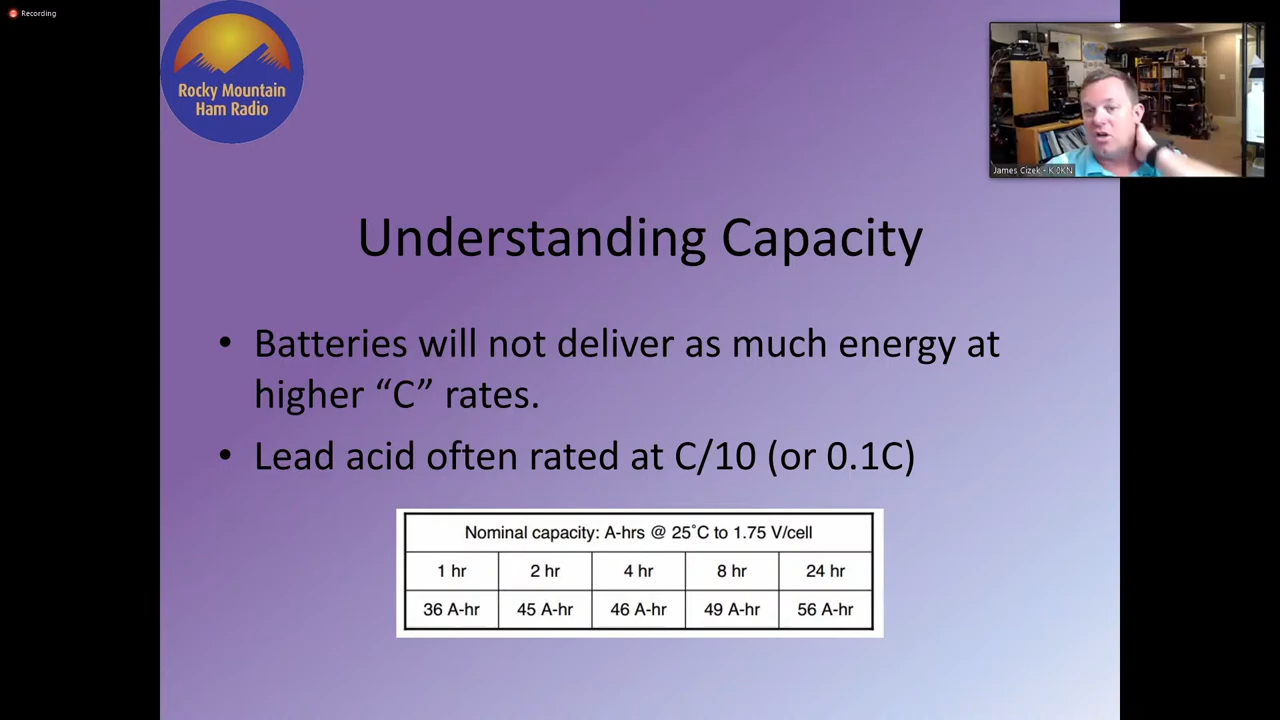 Recording
Rocky Mountain
Ham Radio
James Cizek - KI0KN
Understanding Capacity
• Batteries will not deliver as much energy at
higher “C” rates.
• Lead acid often rated at C/10 (or 0.1C)
Nominal capacity: A-hrs @ 25˚C to 1.75 V/cell
1 hr 2 hr 4 hr 8 hr 24 hr
36 A-hr 45 A-hr 46 A-hr 49 A-hr 56 A-hr